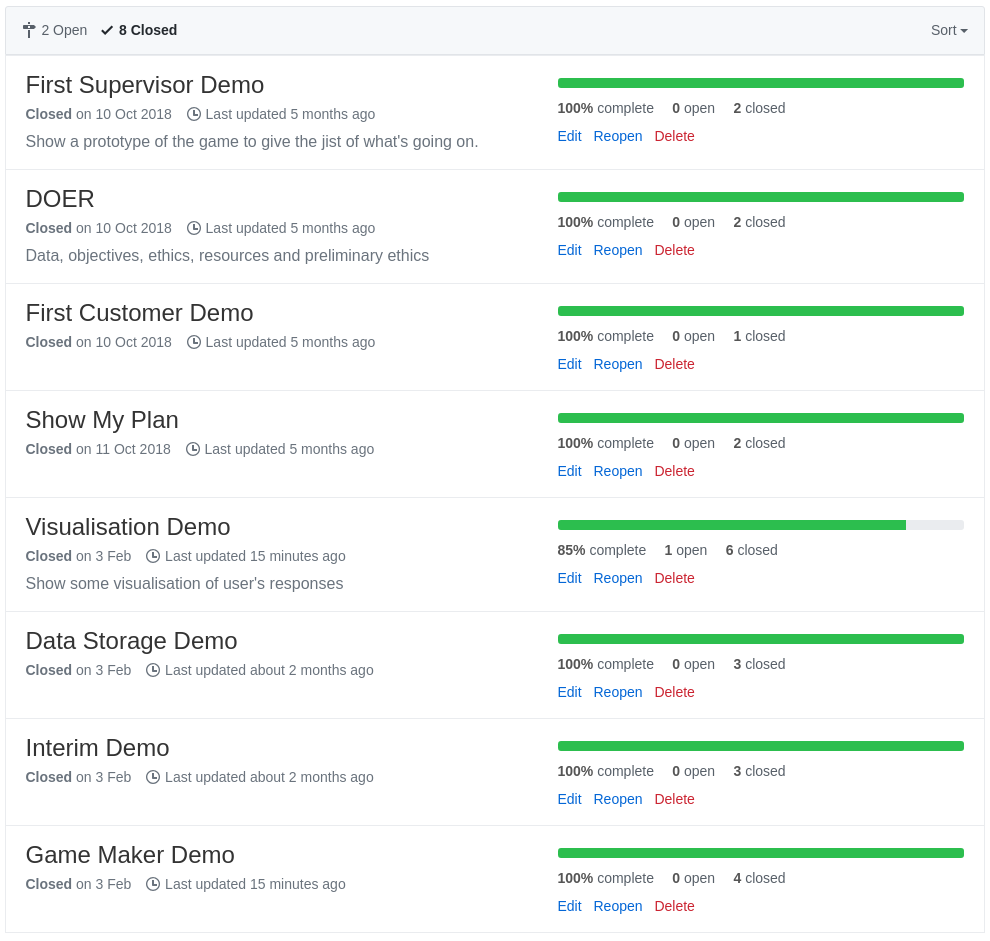 2 Open 8 Closed Sort
First Supervisor Demo
Closed on 10 Oct 2018 Last updated 5 months ago
Show a prototype of the game to give the jist of what's going on.
100% complete 0 open 2 closed
Edit Reopen Delete
DOER
Closed on 10 Oct 2018 Last updated 5 months ago
Data, objectives, ethics, resources and preliminary ethics
100% complete 0 open 2 closed
Edit Reopen Delete
First Customer Demo
Closed on 10 Oct 2018 Last updated 5 months ago
100% complete 0 open 1 closed
Edit Reopen Delete
Show My Plan
Closed on 11 Oct 2018 Last updated 5 months ago
100% complete 0 open 2 closed
Edit Reopen Delete
Visualisation Demo
Closed on 3 Feb Last updated 15 minutes ago
Show some visualisation of user's responses
85% complete 1 open 6 closed
Edit Reopen Delete
Data Storage Demo
Closed on 3 Feb Last updated about 2 months ago
100% complete 0 open 3 closed
Edit Reopen Delete
Interim Demo
Closed on 3 Feb Last updated about 2 months ago
100% complete 0 open 3 closed
Edit Reopen Delete
Game Maker Demo
Closed on 3 Feb Last updated 15 minutes ago
100% complete 0 open 4 closed
Edit Reopen Delete